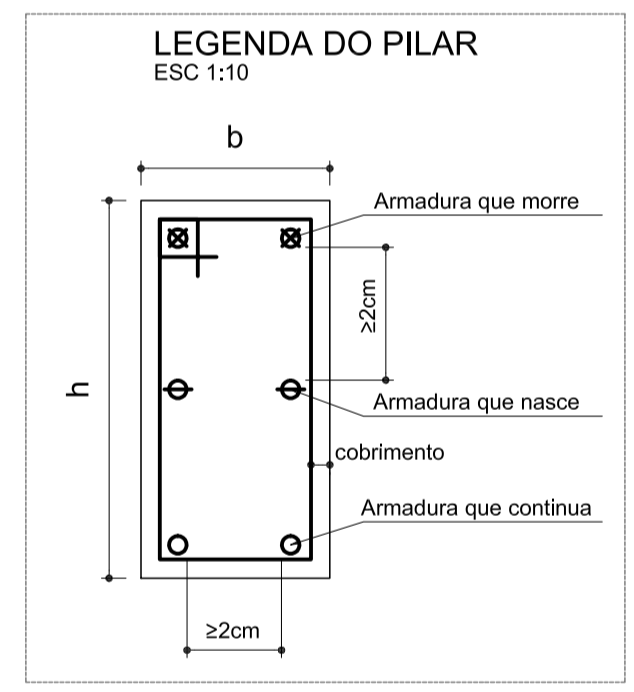 LEGENDA DO PILAR
ESC 1:10
b
Armadura que morre
≥2cm
h
Armadura que nasce
cobrimento
Armadura que continua
≥2cm